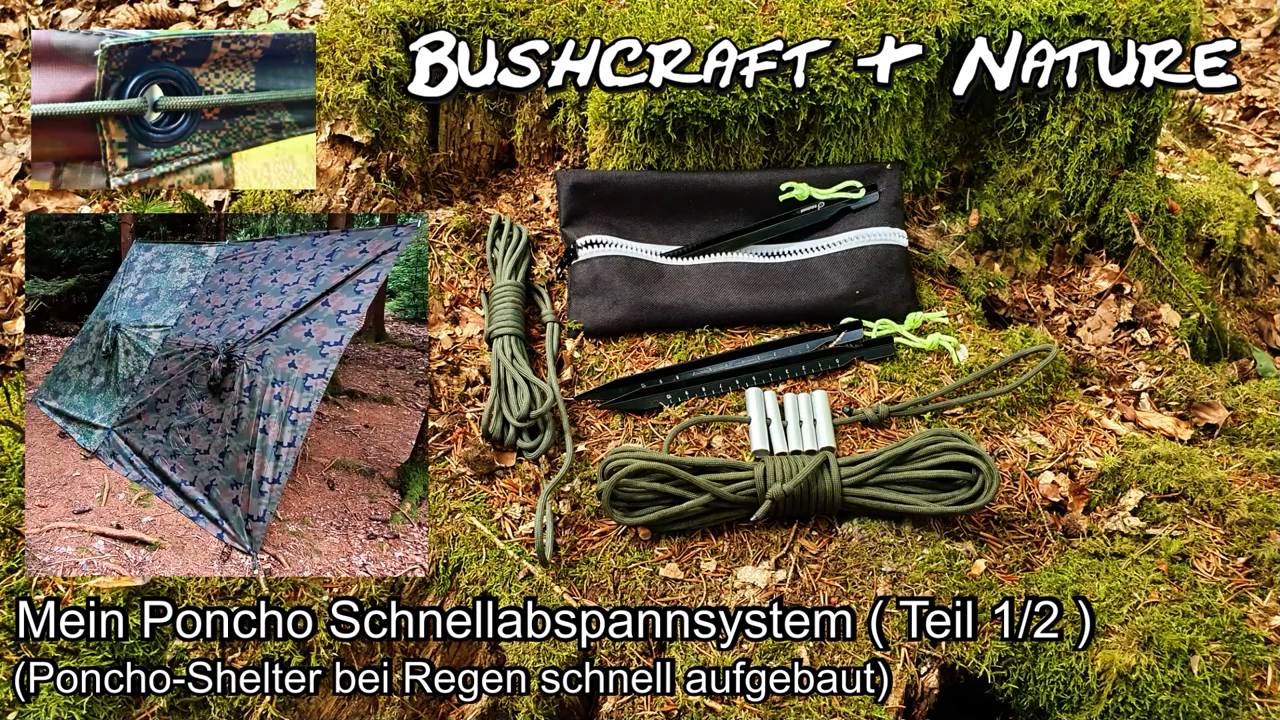 BUSHCRAFT + NATURE
Mein Poncho Schnellabspannsystem ( Teil 1/2 )
(Poncho-Shelter bei Regen schnell aufgebaut)